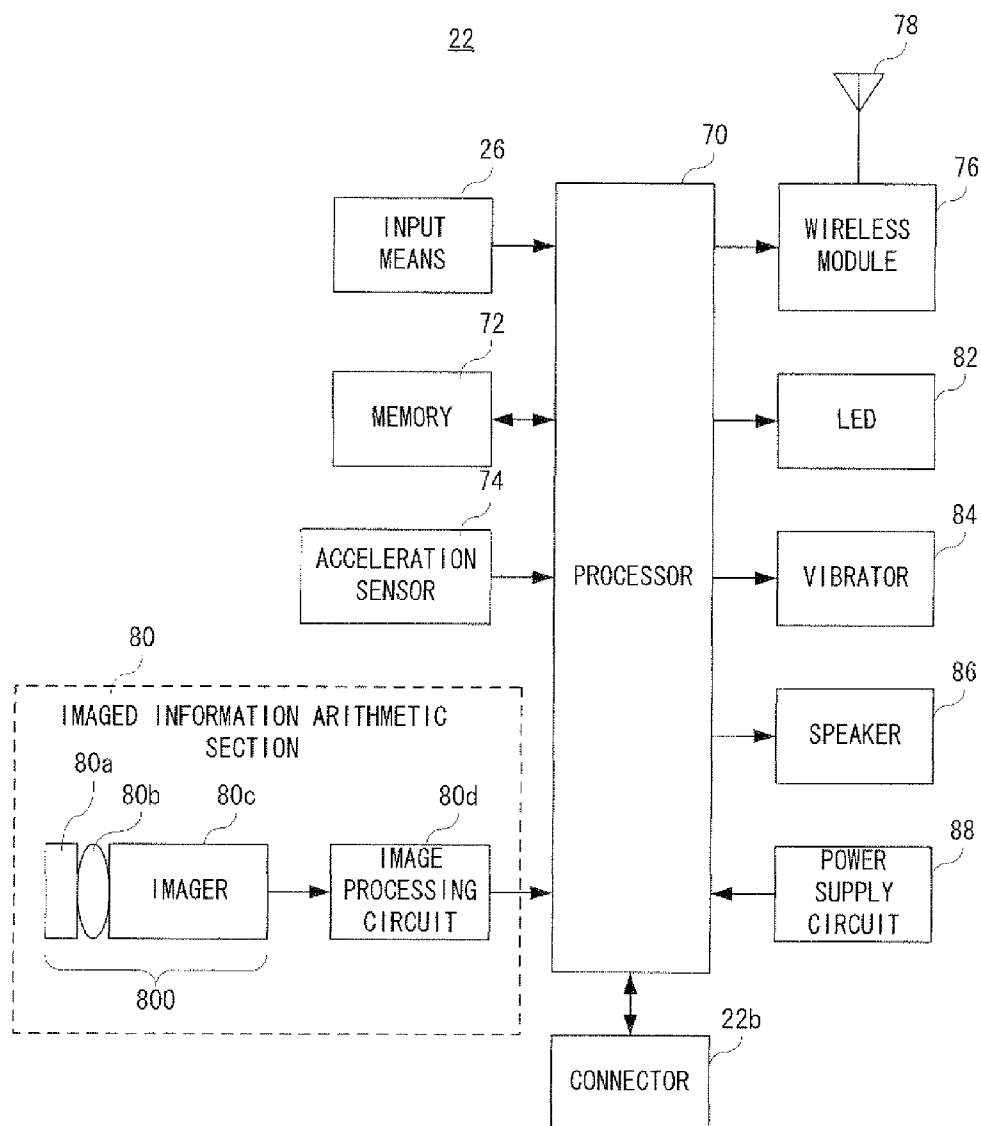 22
78
70
26
76
INPUT
MEANS
WIRELESS
MODULE
72
82
MEMORY
LED
74
84
ACCELERATION
SENSOR
PROCESSOR
VIBRATOR
80
86
IMAGED INFORMATION ARITHMETIC
SECTION
SPEAKER
80a
80b
80c
80d
88
IMAGER
IMAGE
PROCESSING
CIRCUIT
POWER
SUPPLY
CIRCUIT
800
22b
CONNECTOR